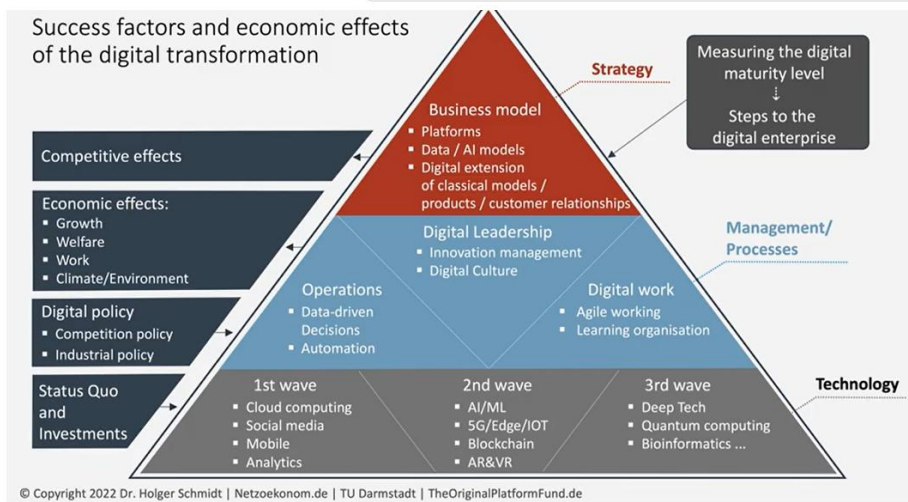 Success factors and economic effects
of the digital transformation
Strategy
Measuring the digital
maturity level
Steps to the
digital enterprise
Business model
▪ Platforms
▪ Data / AI models
▪ Digital extension
of classical models /
products / customer relationships
Competitive effects
Economic effects:
▪ Growth
▪ Welfare
▪ Work
▪ Climate/Environment
Digital policy
▪ Competition policy
▪ Industrial policy
Status Quo
and
Investments
Digital Leadership
▪ Innovation management
▪ Digital Culture
Management/
Processes
Operations
▪ Data-driven
Decisions
▪ Automation
Digital work
▪ Agile working
▪ Learning organisation
Technology
1st wave
▪ Cloud computing
▪ Social media
▪ Mobile
▪ Analytics
2nd wave
▪ AI/ML
▪ 5G/Edge/IOT
▪ Blockchain
▪ AR&VR
3rd wave
▪ Deep Tech
▪ Quantum computing
▪ Bioinformatics ...
© Copyright 2022 Dr. Holger Schmidt | Netzoekonom.de | TU Darmstadt | TheOriginalPlatformFund.de